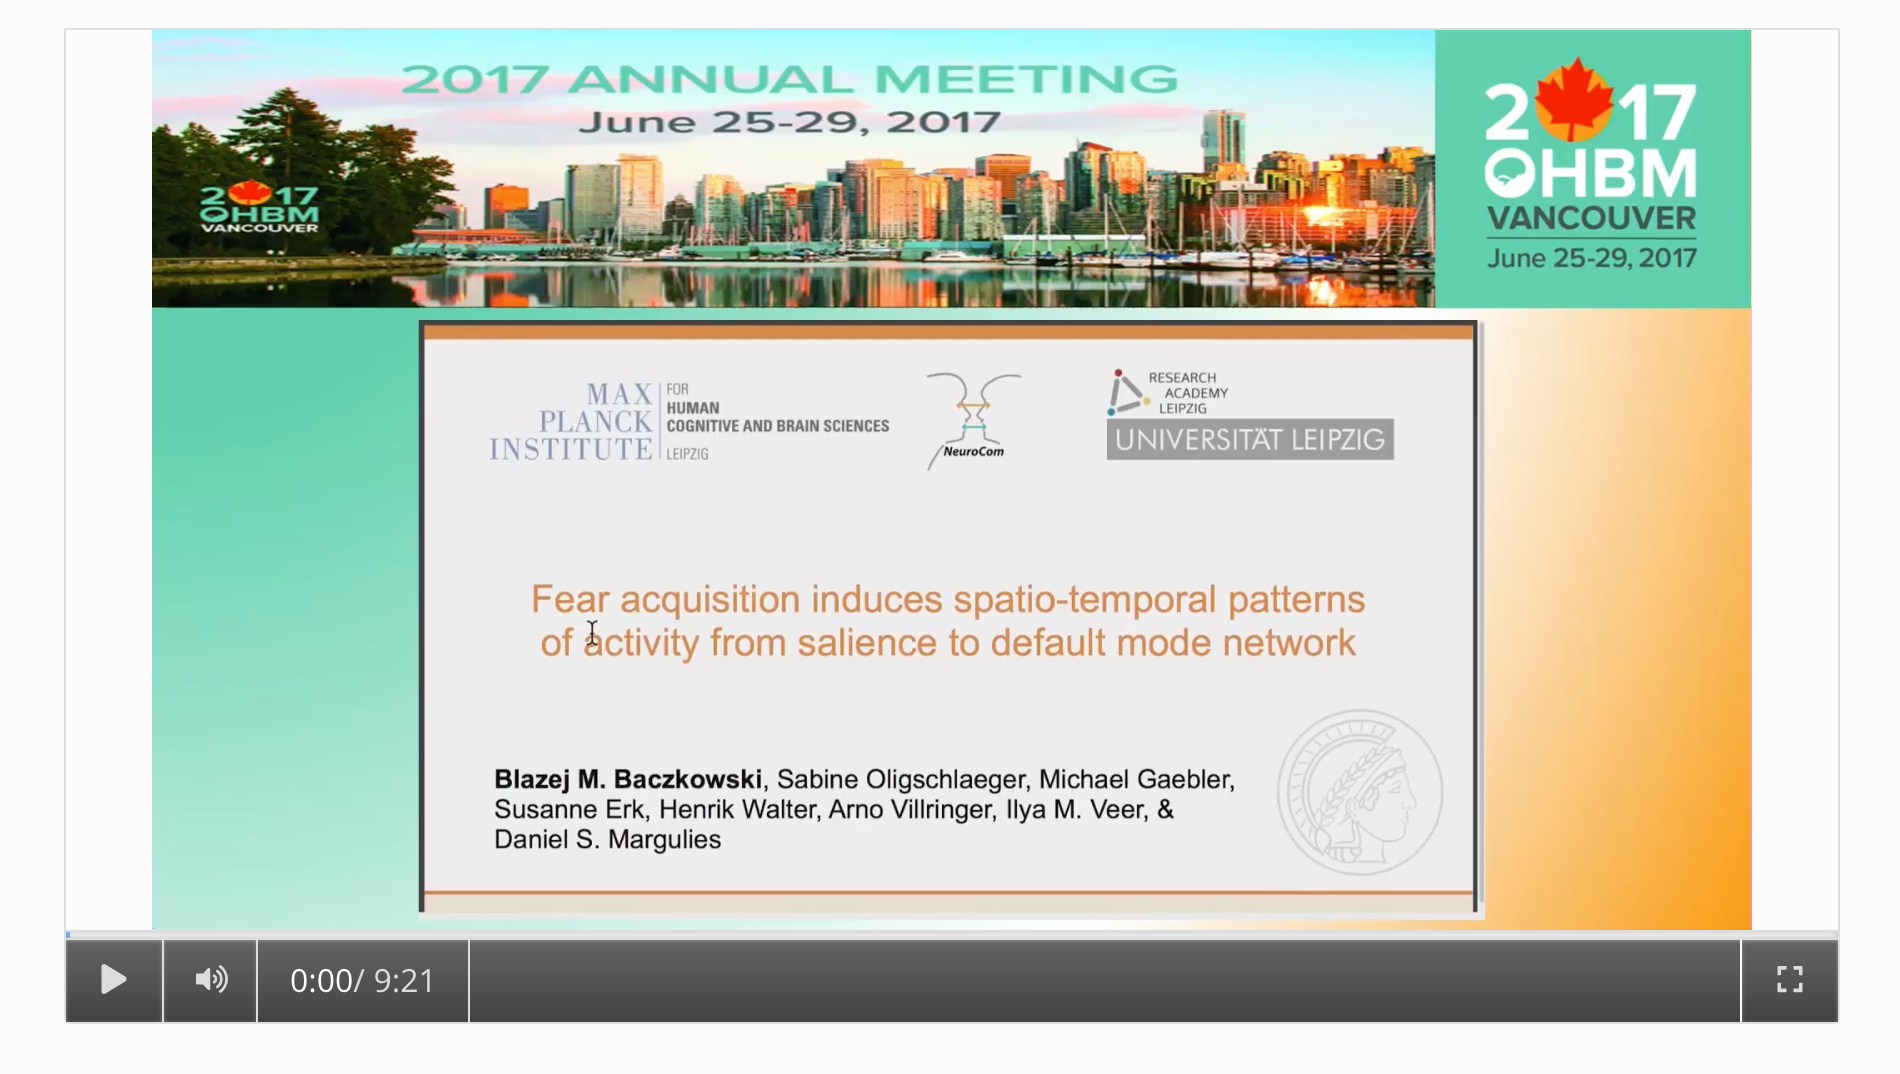 2017 ANNUAL MEETING
June 25-29, 2017
2017
OHBM
VANCOUVER
2017
OHBM
VANCOUVER
June 25-29, 2017
MAX
PLANCK
INSTITUTE
FOR
HUMAN
COGNITIVE AND BRAIN SCIENCES
LEIPZIG
NeuroCom
RESEARCH
ACADEMY
LEIPZIG
UNIVERSITÄT LEIPZIG
Fear acquisition induces spatio-temporal patterns
of activity from salience to default mode network
Blazej M. Baczkowski, Sabine Oligschlaeger, Michael Gaebler,
Susanne Erk, Henrik Walter, Arno Villringer, Ilya M. Veer, &
Daniel S. Margulies
0:00/ 9:21